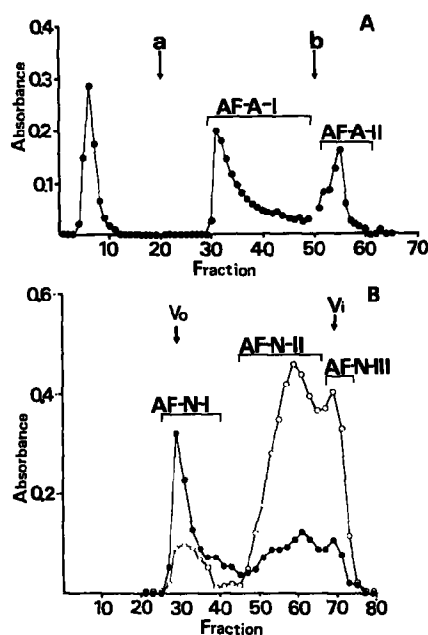 A
a
b
0.4
0.3
0.2
0.1
AF-A-I
AF-A-II
Absorbance
10 20 30 40 50 60 70
Fraction
B
Vo
Vi
0.6
0.4
0.2
AF-N-I
AF-N-II
AF-N-III
Absorbance
10 20 30 40 50 60 70 80
Fraction